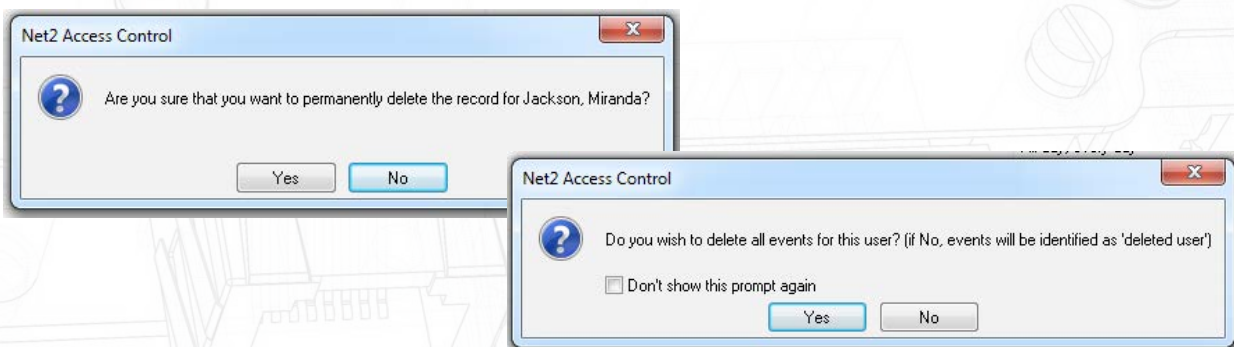 Net2 Access Control
Are you sure that you want to permanently delete the record for Jackson, Miranda?
Yes No
Net2 Access Control
Do you wish to delete all events for this user? (if No, events will be identified as 'deleted user')
Don't show this prompt again
Yes No